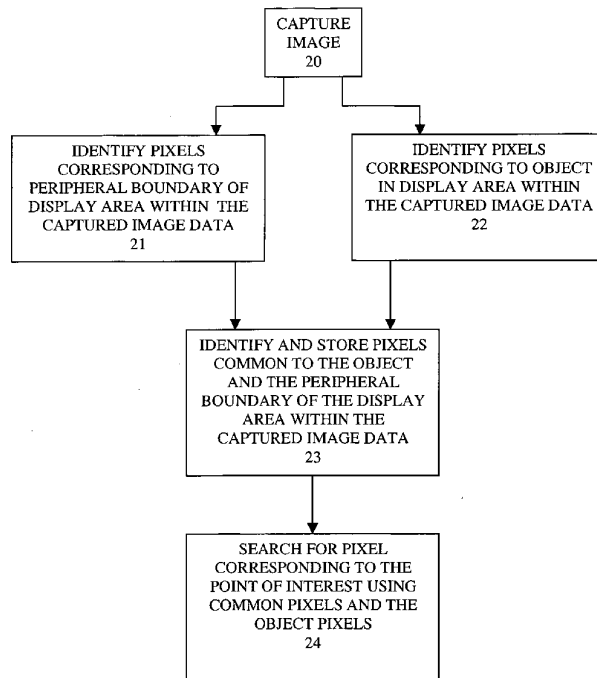 CAPTURE
IMAGE
20
IDENTIFY PIXELS
CORRESPONDING TO
PERIPHERAL BOUNDARY OF
DISPLAY AREA WITHIN THE
CAPTURED IMAGE DATA
21
IDENTIFY PIXELS
CORRESPONDING TO OBJECT
IN DISPLAY AREA WITHIN
THE CAPTURED IMAGE DATA
22
IDENTIFY AND STORE PIXELS
COMMON TO THE OBJECT
AND THE PERIPHERAL
BOUNDARY OF THE DISPLAY
AREA WITHIN THE
CAPTURED IMAGE DATA
23
SEARCH FOR PIXEL
CORRESPONDING TO THE
POINT OF INTEREST USING
COMMON PIXELS AND THE
OBJECT PIXELS
24